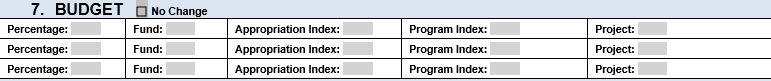 7. BUDGET No Change
Percentage: Fund: Appropriation Index: Program Index: Project:
Percentage: Fund: Appropriation Index: Program Index: Project:
Percentage: Fund: Appropriation Index: Program Index: Project: